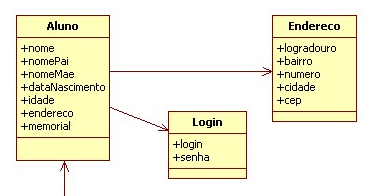 Aluno
+nome
+nomePai
+nomeMae
+dataNascimento
+idade
+endereco
+memorial
Endereco
+logradouro
+bairro
+numero
+cidade
+cep
Login
+login
+senha